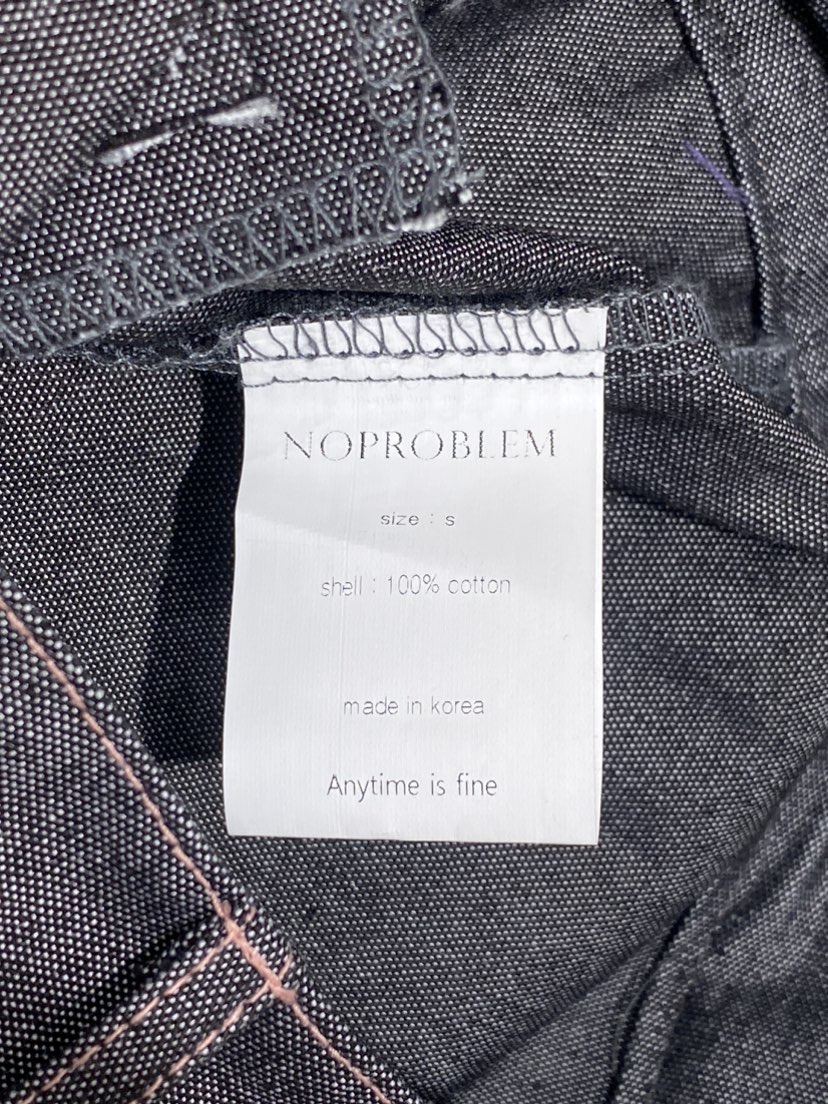 NOPROBLEM
size : s
shell : 100% cotton
made in korea
Anytime is fine